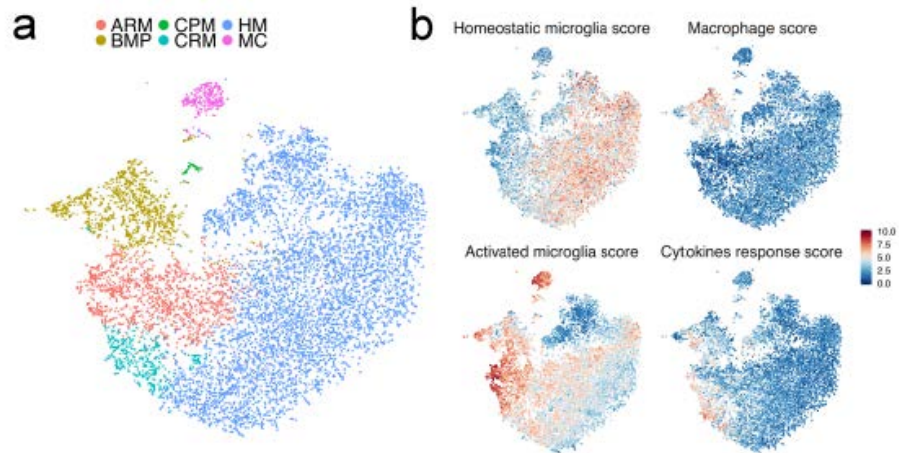 a
ARM CPM HM
BMP CRM MC
b
Homeostatic microglia score
Macrophage score
Activated microglia score
Cytokines response score
10.0
7.5
5.0
2.5
0.0